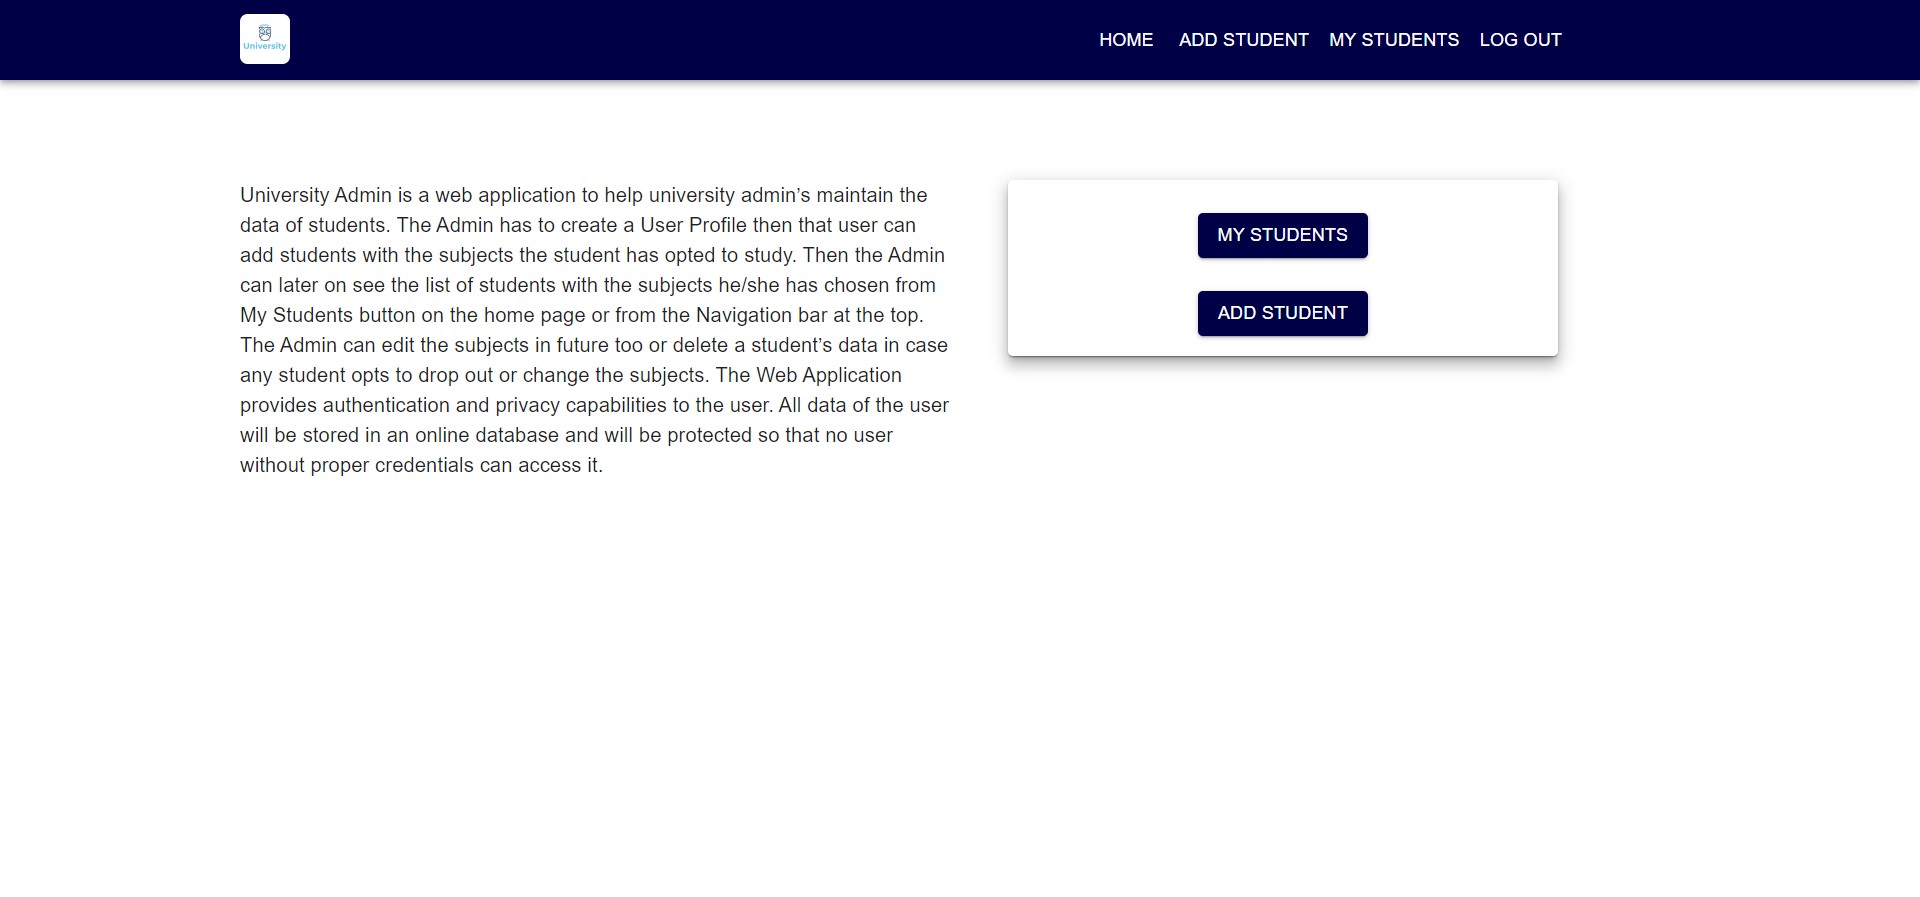 University
HOME ADD STUDENT MY STUDENTS LOG OUT
University Admin is a web application to help university admin’s maintain the
data of students. The Admin has to create a User Profile then that user can
add students with the subjects the student has opted to study. Then the Admin
can later on see the list of students with the subjects he/she has chosen from
My Students button on the home page or from the Navigation bar at the top.
The Admin can edit the subjects in future too or delete a student’s data in case
any student opts to drop out or change the subjects. The Web Application
provides authentication and privacy capabilities to the user. All data of the user
will be stored in an online database and will be protected so that no user
without proper credentials can access it.
MY STUDENTS
ADD STUDENT